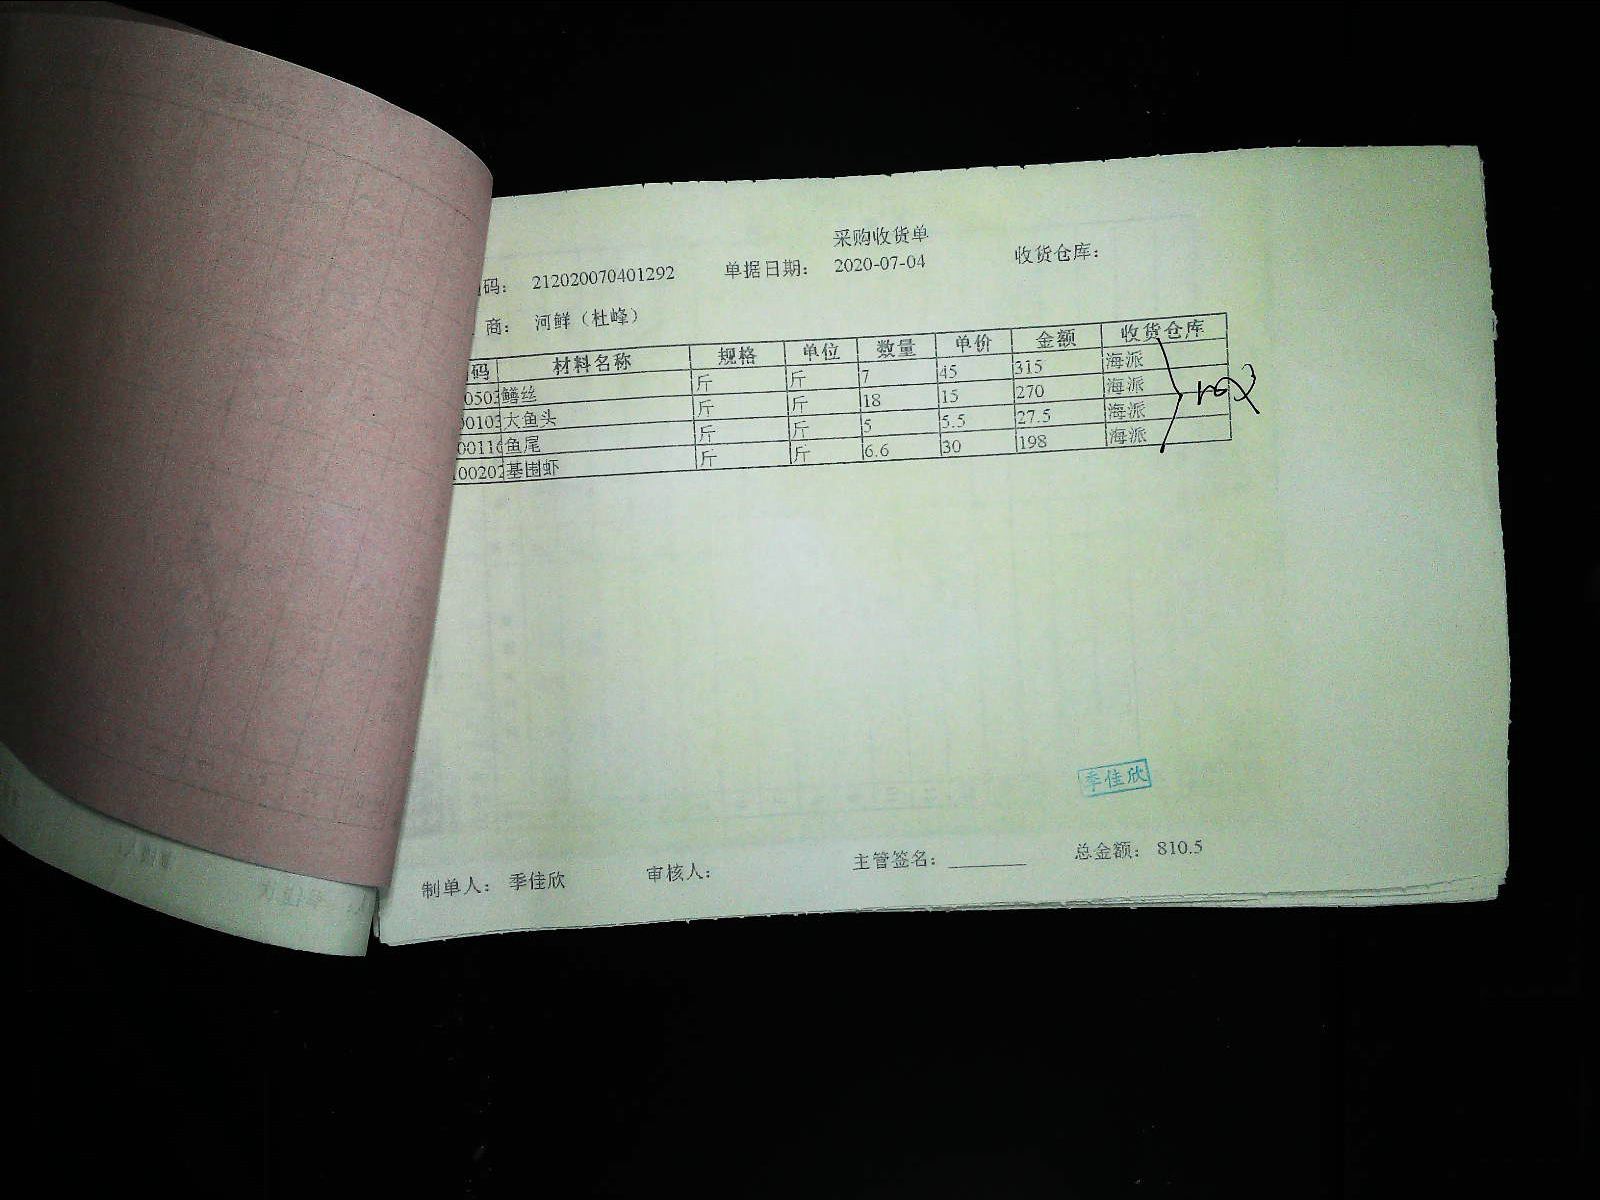 采购收货单
码： 212020070401292 单据日期： 2020-07-04 收货仓库：
商： 河鲜（杜峰）
码 材料名称 规格 单位 数量 单价 金额 收货仓库
0503 鳝丝 斤 斤 7 45 315 海派
00103 大鱼头 斤 斤 18 15 270 海派
00116 鱼尾 斤 斤 5 5.5 27.5 海派
100202 基围虾 斤 斤 6.6 30 198 海派
季佳欣
制单人： 季佳欣 审核人： 主管签名：________ 总金额： 810.5